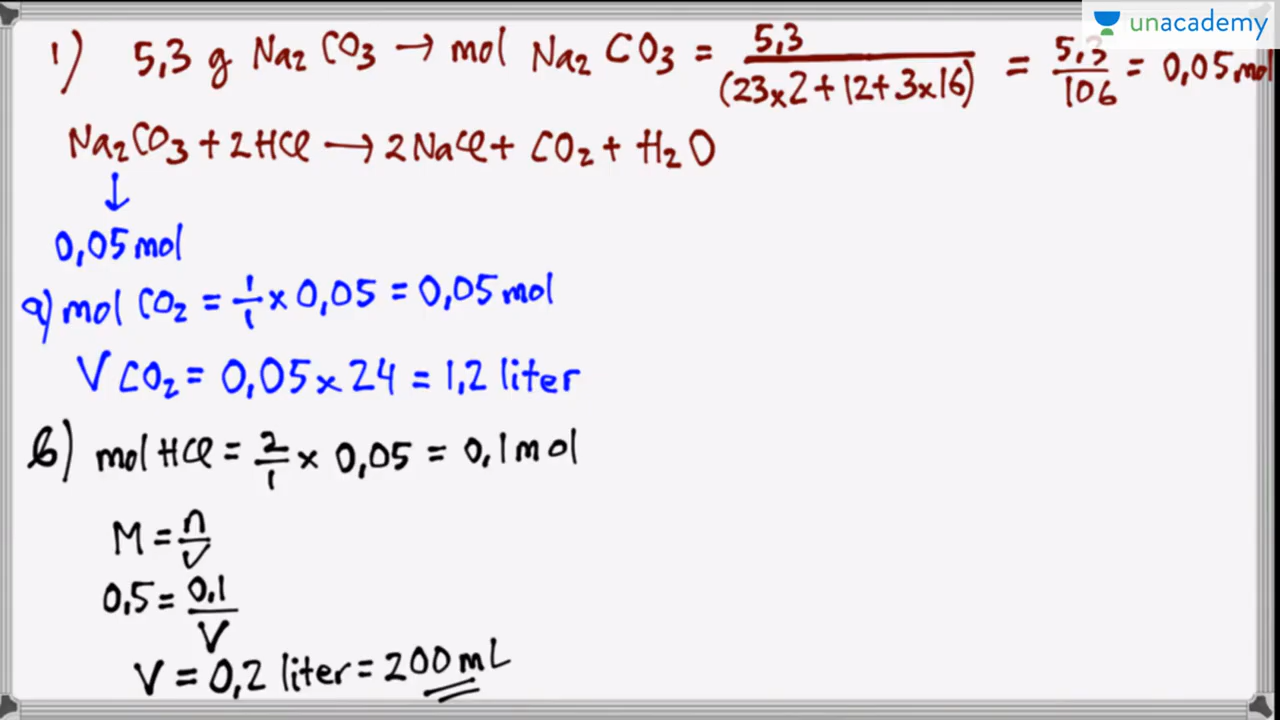 unacademy
1) 5,3 g Na₂CO₃ → mol Na₂CO₃ = 5,3/(23x2+12+3x16) = 5,3/106 = 0,05 mol
Na₂CO₃ + 2HCl → 2NaCl + CO₂ + H₂O
↓
0,05 mol
a) mol CO₂ = 1/1 x 0,05 = 0,05 mol
V CO₂ = 0,05 x 24 = 1,2 liter
b) mol HCl = 2/1 x 0,05 = 0,1 mol
M = n/V
0,5 = 0,1/V
V = 0,2 liter = 200 mL